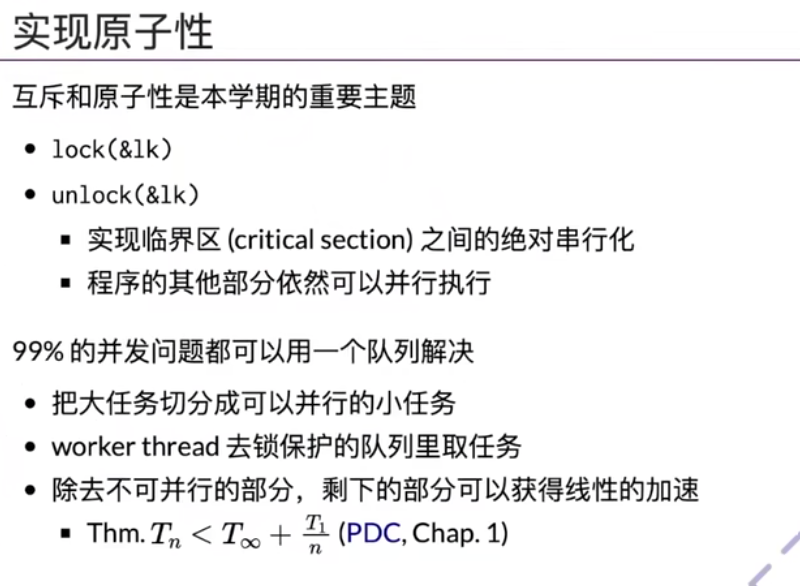 实现原子性
互斥和原子性是本学期的重要主题
• lock(&lk)
• unlock(&lk)
▪ 实现临界区 (critical section) 之间的绝对串行化
▪ 程序的其他部分依然可以并行执行
99% 的并发问题都可以用一个队列解决
• 把大任务切分成可以并行的小任务
• worker thread 去锁保护的队列里取任务
• 除去不可并行的部分，剩下的部分可以获得线性的加速
▪ Thm. $T_n < T_\infty + \frac{T_1}{n}$ (PDC, Chap. 1)